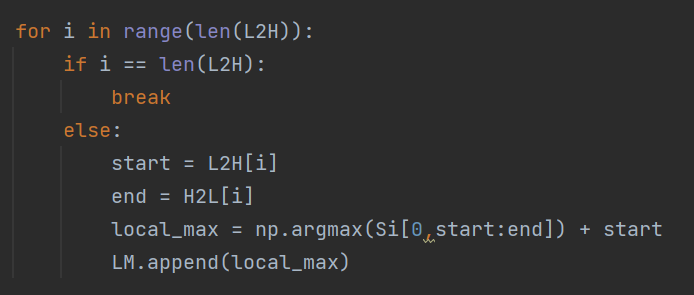 for i in range(len(L2H)):
    if i == len(L2H):
        break
    else:
        start = L2H[i]
        end = H2L[i]
        local_max = np.argmax(Si[0,start:end]) + start
        LM.append(local_max)